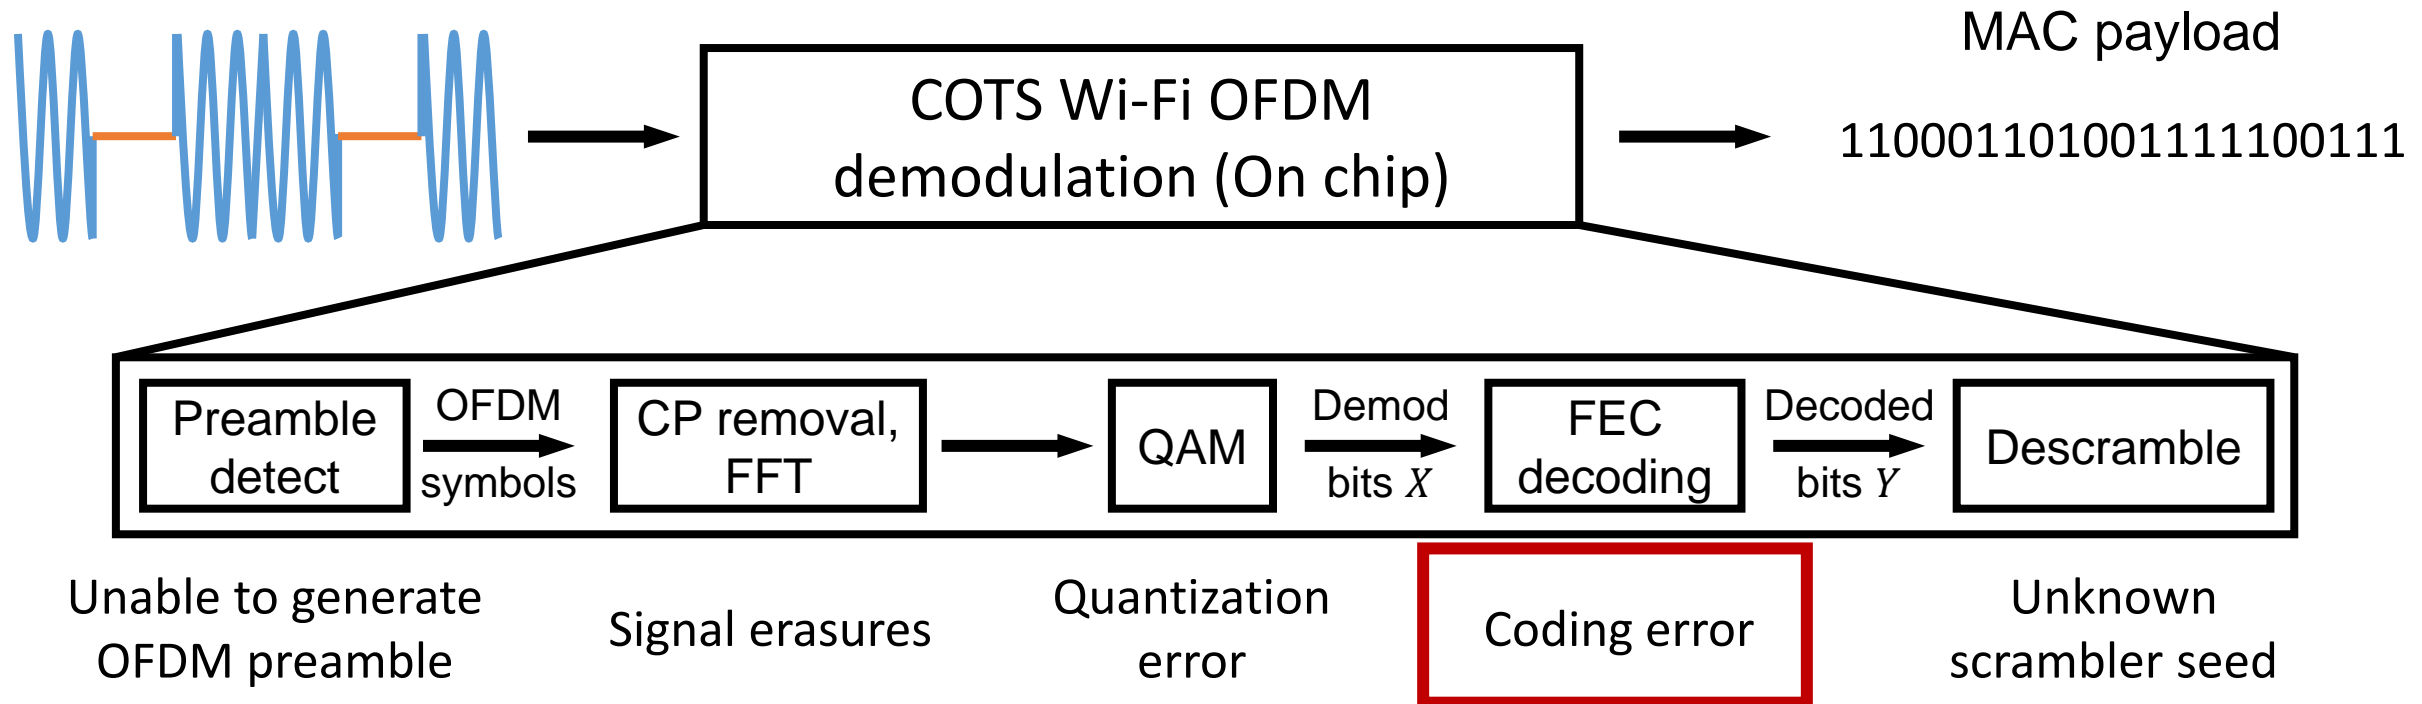 MAC payload
COTS Wi-Fi OFDM
demodulation (On chip)
1100011010011111100111
Preamble
detect
OFDM
symbols
CP removal,
FFT
QAM
Demod
bits X
FEC
decoding
Decoded
bits Y
Descramble
Unable to generate
OFDM preamble
Signal erasures
Quantization
error
Coding error
Unknown
scrambler seed